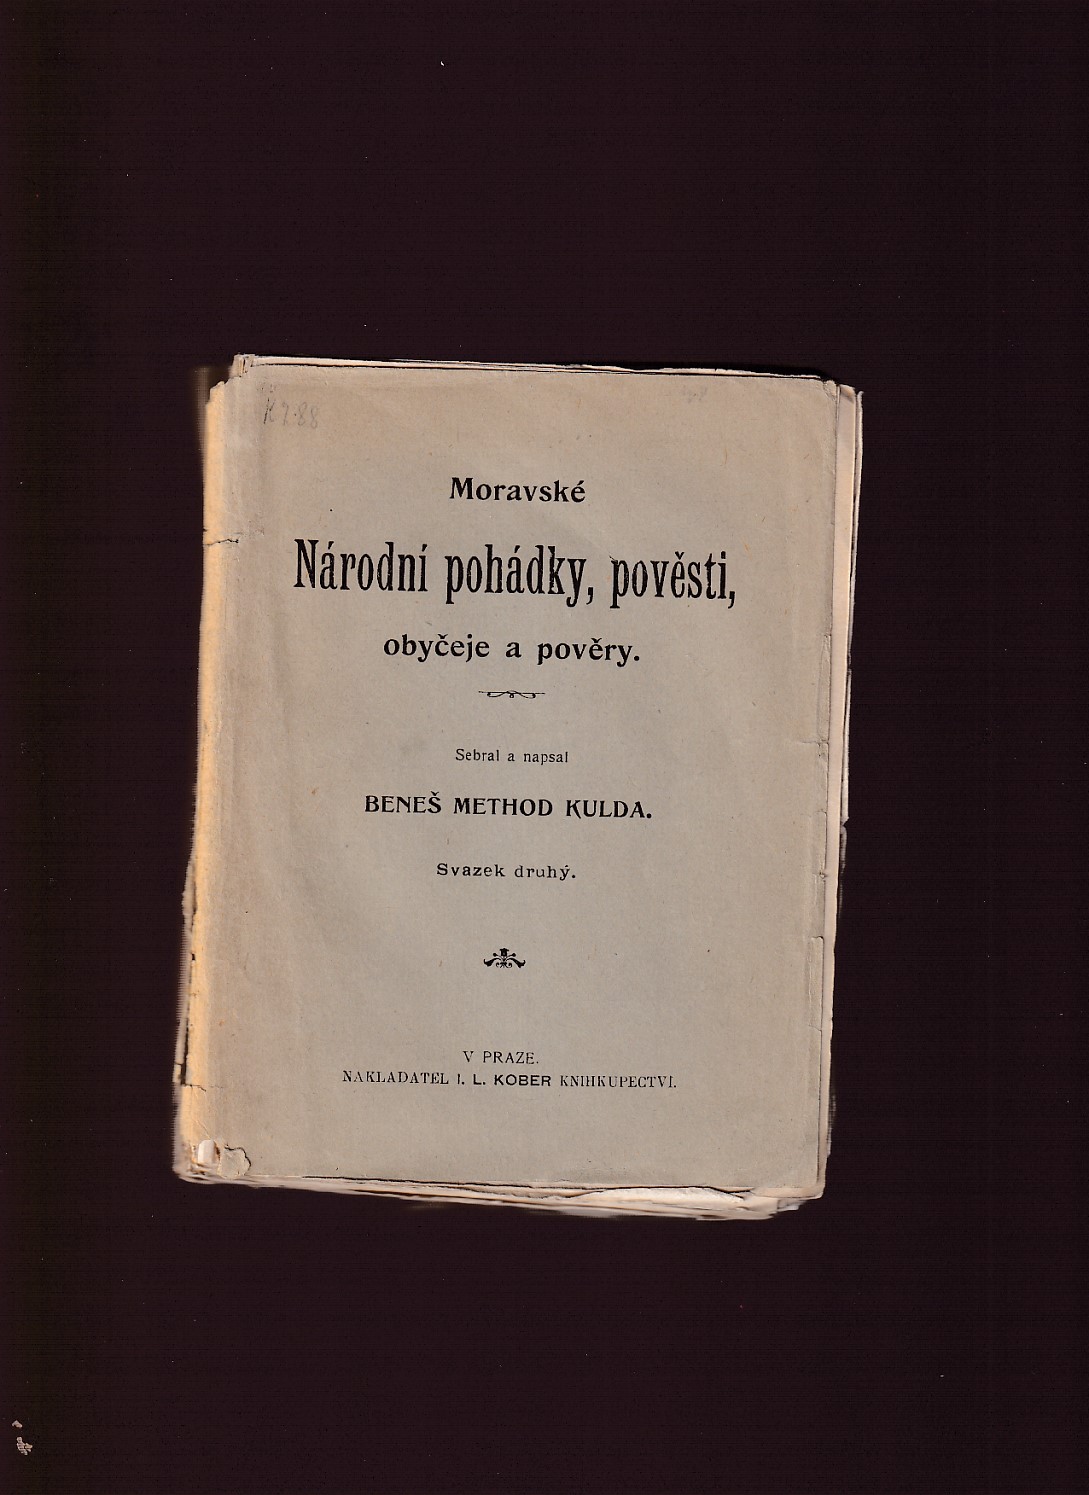 Moravské
Národní pohádky, pověsti,
obyčeje a pověry.
Sebral a napsal
BENEŠ METHOD KULDA.
Svazek druhý.
V PRAZE.
NAKLADATEL I. L. KOBER KNIHKUPECTVÍ.